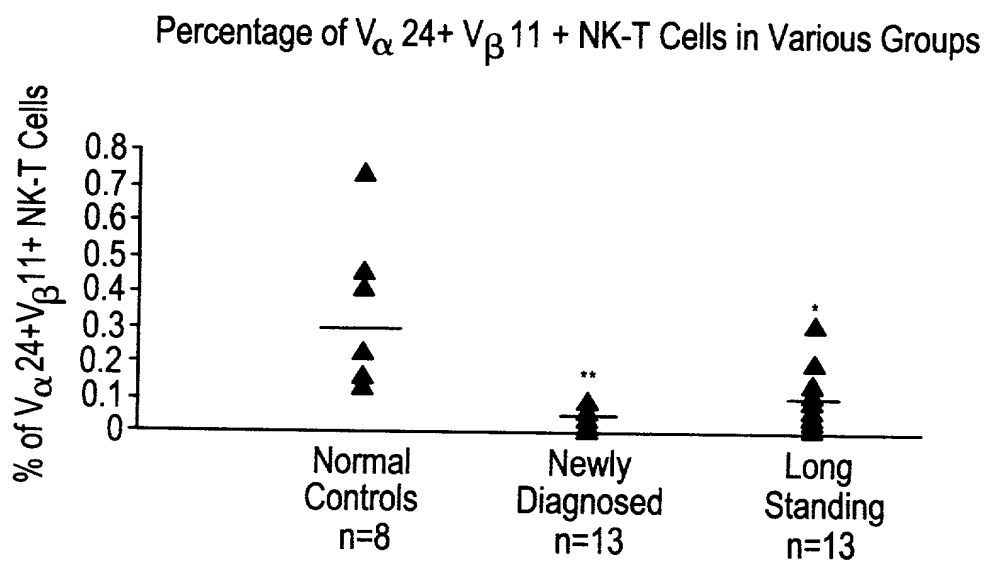 Percentage of Vα 24+ Vβ 11 + NK-T Cells in Various Groups
% of Vα24+Vβ11+ NK-T Cells
0.8
0.7
0.6
0.5
0.4
0.3
0.2
0.1
0
**
*
Normal
Controls
n=8
Newly
Diagnosed
n=13
Long
Standing
n=13